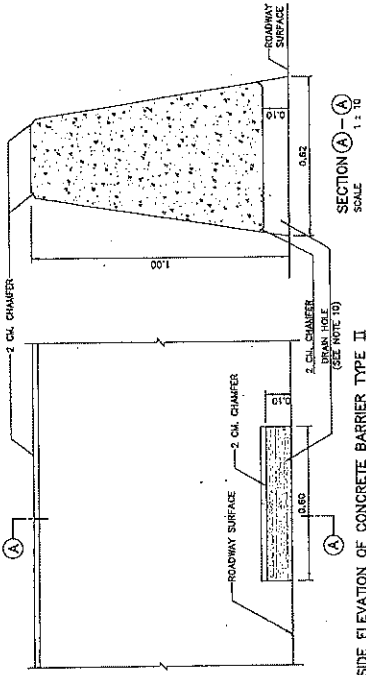 2 CM. CHAMFER
A
A
ROADWAY SURFACE
2 CM. CHAMFER
0.10
0.60
SIDE ELEVATION OF CONCRETE BARRIER TYPE II
1.00
0.10
0.62
ROADWAY
SURFACE
2 CM. CHAMFER
DRAIN HOLE
(SEE NOTE 10)
SECTION A - A
SCALE 1 : 10